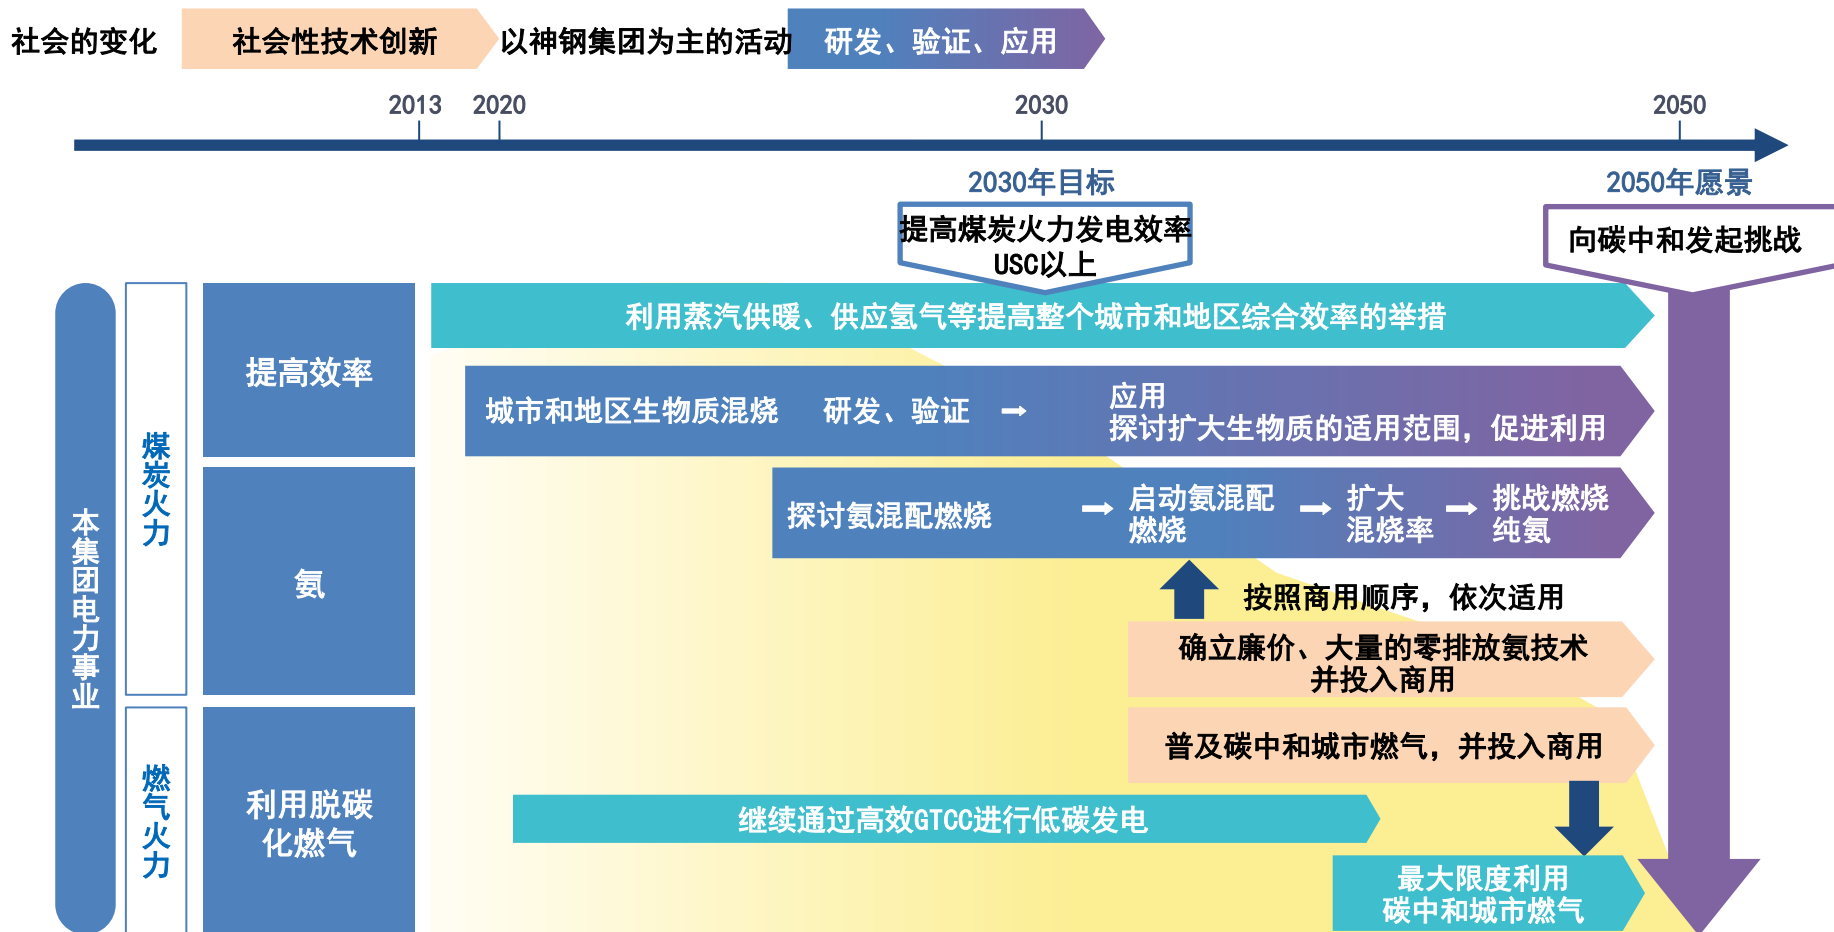 社会的变化
社会性技术创新
以神钢集团为主的活动
研发、验证、应用
2013
2020
2030
2050
2030年目标
2050年愿景
提高煤炭火力发电效率
USC以上
向碳中和发起挑战
本集团电力事业
煤炭火力
提高效率
利用蒸汽供暖、供应氢气等提高整个城市和地区综合效率的举措
城市和地区生物质混烧
研发、验证
→
应用
探讨扩大生物质的适用范围，促进利用
氨
探讨氨混配燃烧
→
启动氨混配
燃烧
→
扩大
混烧率
→
挑战燃烧
纯氨
按照商用顺序，依次适用
确立廉价、大量的零排放氨技术
并投入商用
燃气火力
利用脱碳
化燃气
普及碳中和城市燃气，并投入商用
继续通过高效GTCC进行低碳发电
最大限度利用
碳中和城市燃气